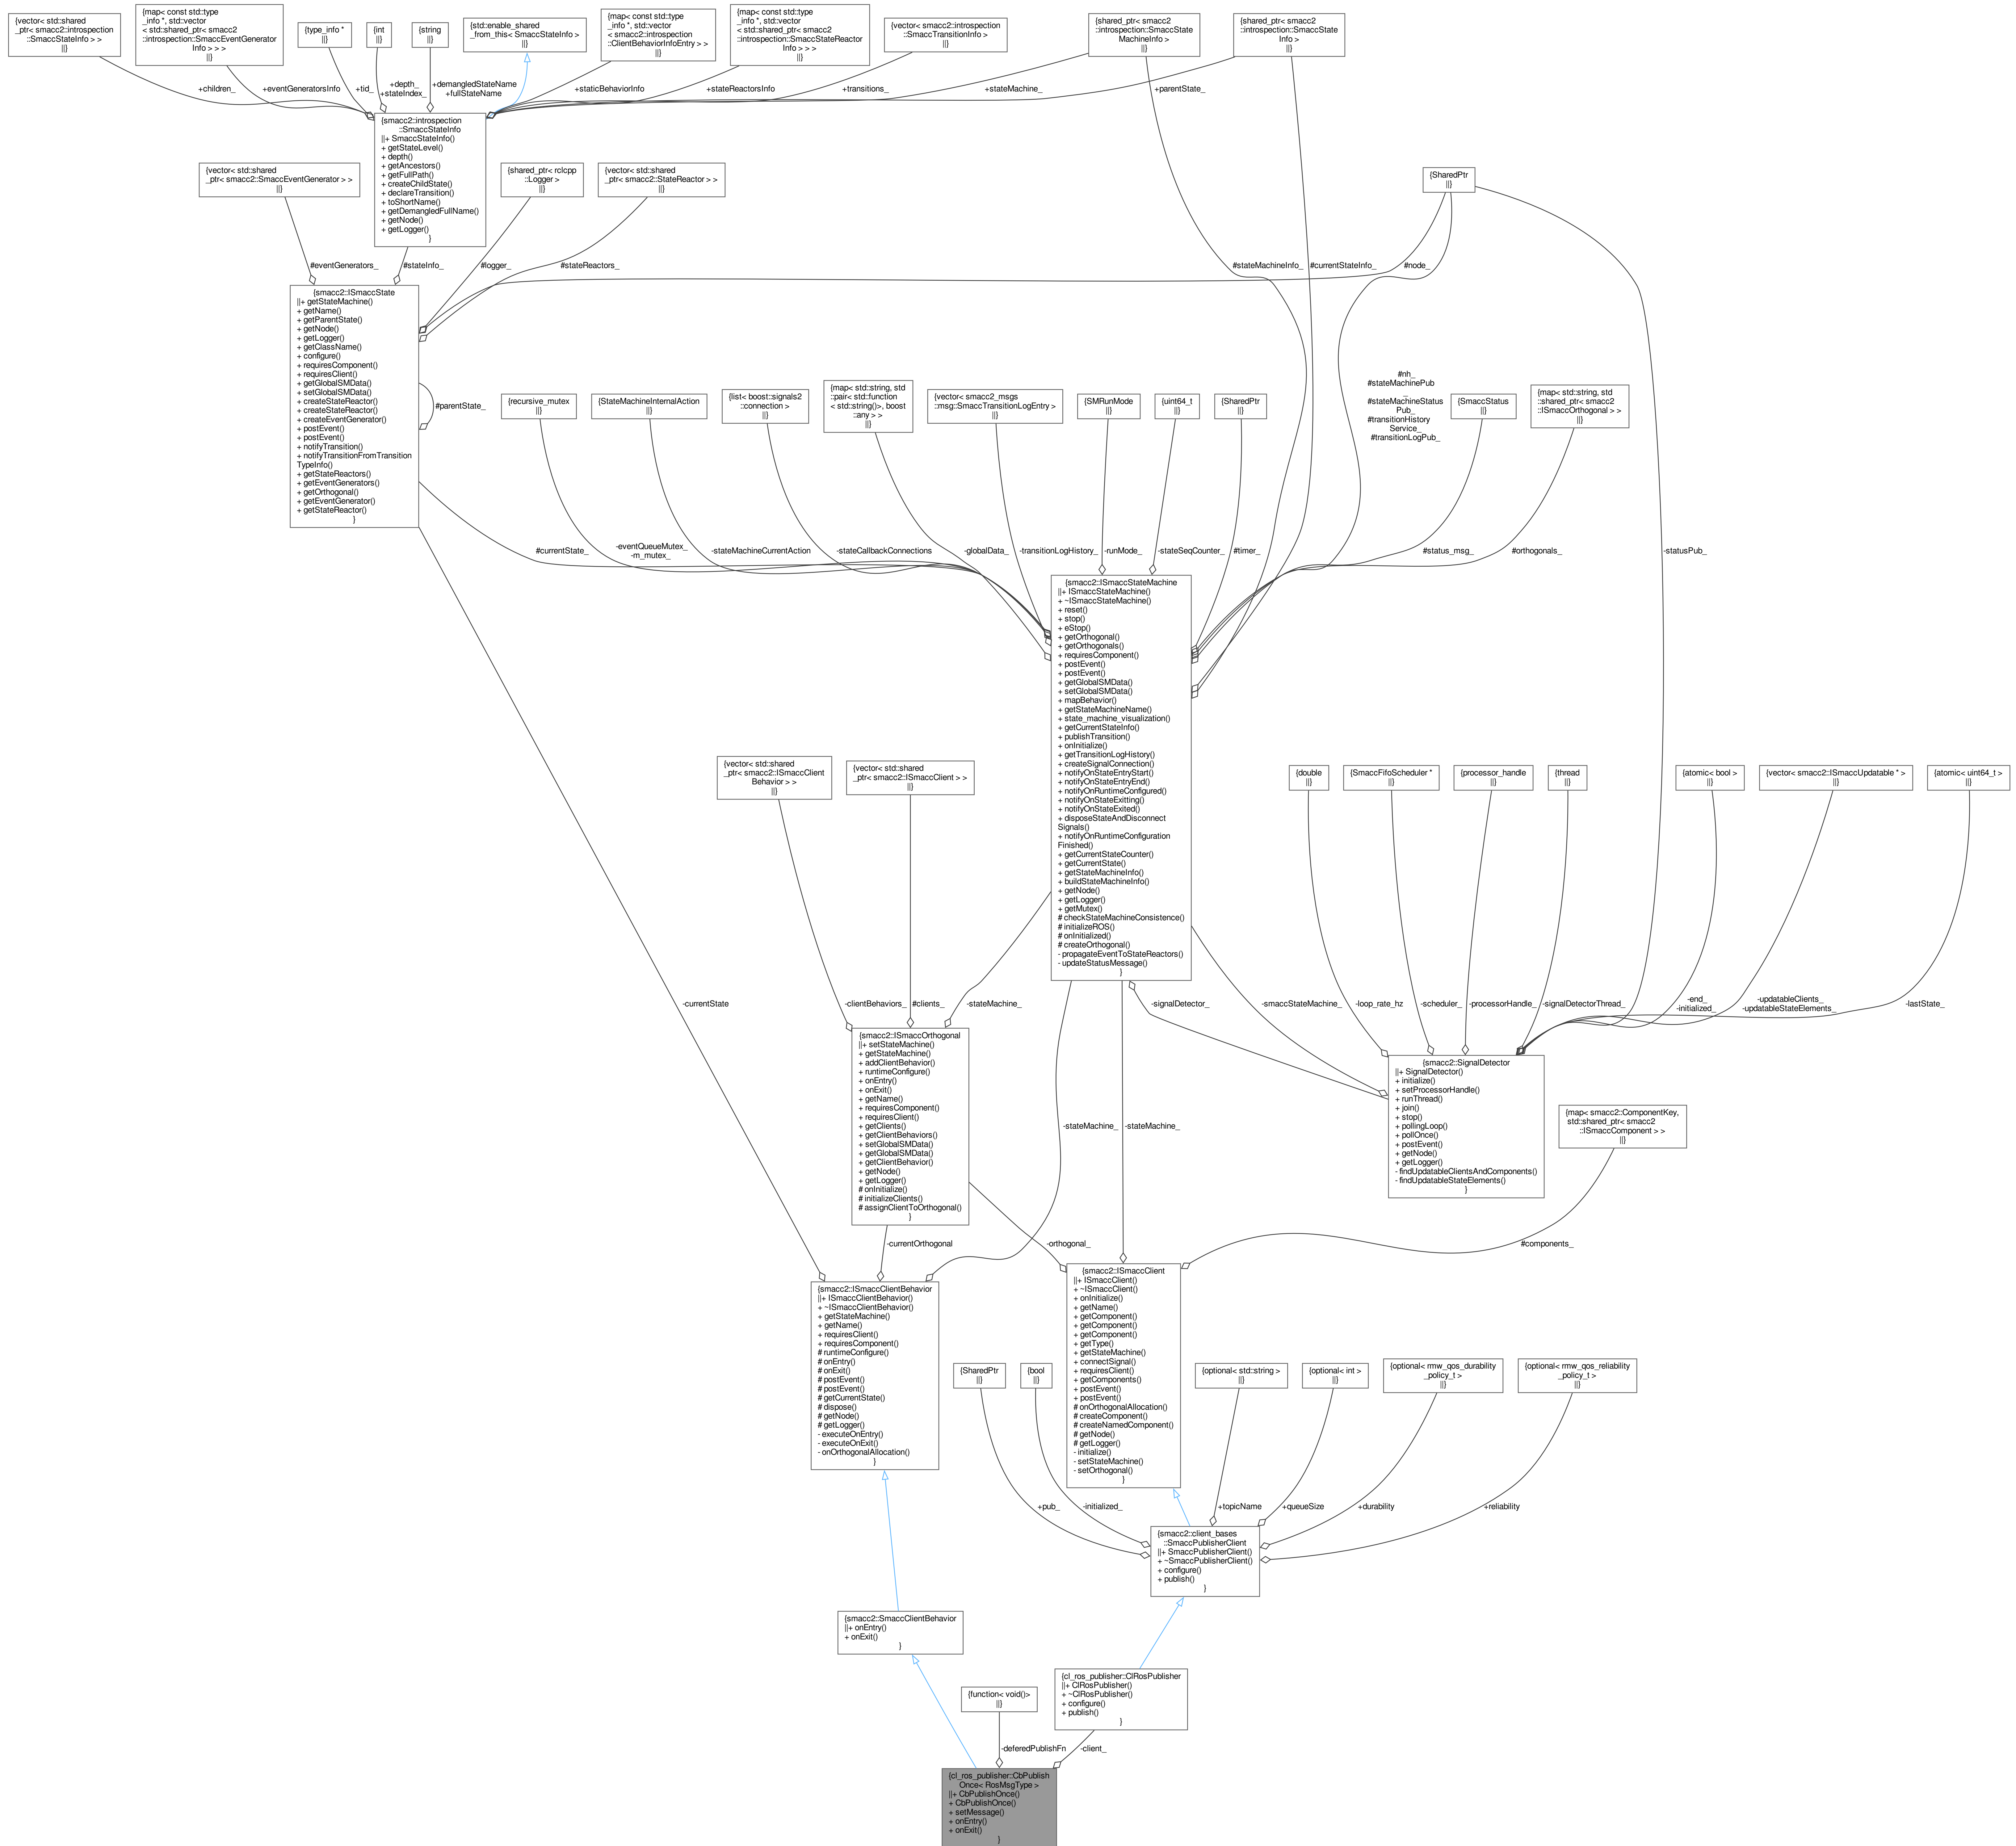 {vector< std::shared
_ptr< smacc2::introspection
::SmaccStateInfo > >
||}
{map< const std::type
_info *, std::vector
< std::shared_ptr< smacc2
::introspection::SmaccEventGenerator
Info > > >
||}
{type_info *
||}
{int
||}
{string
||}
{std::enable_shared
_from_this< SmaccStateInfo >
||}
{map< const std::type
_info *, std::vector
< smacc2::introspection
::ClientBehaviorInfoEntry > >
||}
{map< const std::type
_info *, std::vector
< std::shared_ptr< smacc2
::introspection::SmaccStateReactor
Info > > >
||}
{vector< smacc2::introspection
::SmaccTransitionInfo >
||}
{shared_ptr< smacc2
::introspection::SmaccState
MachineInfo >
||}
{shared_ptr< smacc2
::introspection::SmaccState
Info >
||}
+children_
+eventGeneratorsInfo
+tid_
+depth_
+stateIndex_
+demangledStateName
+fullStateName
+staticBehaviorInfo
+stateReactorsInfo
+transitions_
+stateMachine_
+parentState_
{smacc2::introspection
::SmaccStateInfo
||+ SmaccStateInfo()
+ getStateLevel()
+ depth()
+ getAncestors()
+ getFullPath()
+ createChildState()
+ declareTransition()
+ toShortName()
+ getDemangledFullName()
+ getNode()
+ getLogger()
}
{vector< std::shared
_ptr< smacc2::SmaccEventGenerator > >
||}
{shared_ptr< rclcpp
::Logger >
||}
{vector< std::shared
_ptr< smacc2::StateReactor > >
||}
{SharedPtr
||}
#eventGenerators_
#stateInfo_
#logger_
#stateReactors_
#stateMachineInfo_
#currentStateInfo_
#node_
{smacc2::ISmaccState
||+ getStateMachine()
+ getName()
+ getParentState()
+ getNode()
+ getLogger()
+ getClassName()
+ configure()
+ requiresComponent()
+ requiresClient()
+ getGlobalSMData()
+ setGlobalSMData()
+ createStateReactor()
+ createStateReactor()
+ createEventGenerator()
+ postEvent()
+ postEvent()
+ notifyTransition()
+ notifyTransitionFromTransition
TypeInfo()
+ getStateReactors()
+ getEventGenerators()
+ getOrthogonal()
+ getEventGenerator()
+ getStateReactor()
}
#parentState_
{recursive_mutex
||}
{StateMachineInternalAction
||}
{list< boost::signals2
::connection >
||}
{map< std::string, std
::pair< std::function
< std::string()>, boost
::any > >
||}
{vector< smacc2_msgs
::msg::SmaccTransitionLogEntry >
||}
{SMRunMode
||}
{uint64_t
||}
{SharedPtr
||}
#nh_
#stateMachinePub
_
#stateMachineStatus
Pub_
#transitionHistory
Service_
#transitionLogPub_
{SmaccStatus
||}
{map< std::string, std
::shared_ptr< smacc2
::ISmaccOrthogonal > >
||}
#currentState_
-eventQueueMutex_
-m_mutex_
-stateMachineCurrentAction
-stateCallbackConnections
-globalData_
-transitionLogHistory_
-runMode_
-stateSeqCounter_
#timer_
#status_msg_
#orthogonals_
-statusPub_
{smacc2::ISmaccStateMachine
||+ ISmaccStateMachine()
+ ~ISmaccStateMachine()
+ reset()
+ stop()
+ eStop()
+ getOrthogonal()
+ getOrthogonals()
+ requiresComponent()
+ postEvent()
+ postEvent()
+ getGlobalSMData()
+ setGlobalSMData()
+ mapBehavior()
+ getStateMachineName()
+ state_machine_visualization()
+ getCurrentStateInfo()
+ publishTransition()
+ onInitialize()
+ getTransitionLogHistory()
+ createSignalConnection()
+ notifyOnStateEntryStart()
+ notifyOnStateEntryEnd()
+ notifyOnRuntimeConfigured()
+ notifyOnStateExitting()
+ notifyOnStateExited()
+ disposeStateAndDisconnect
Signals()
+ notifyOnRuntimeConfiguration
Finished()
+ getCurrentStateCounter()
+ getCurrentState()
+ getStateMachineInfo()
+ buildStateMachineInfo()
+ getNode()
+ getLogger()
+ getMutex()
# checkStateMachineConsistence()
# initializeROS()
# onInitialized()
# createOrthogonal()
- propagateEventToStateReactors()
- updateStatusMessage()
}
{vector< std::shared
_ptr< smacc2::ISmaccClient
Behavior > >
||}
{vector< std::shared
_ptr< smacc2::ISmaccClient > >
||}
{double
||}
{SmaccFifoScheduler *
||}
{processor_handle
||}
{thread
||}
{atomic< bool >
||}
{vector< smacc2::ISmaccUpdatable * >
||}
{atomic< uint64_t >
||}
-currentState
-clientBehaviors_
#clients_
-stateMachine_
-signalDetector_
-smaccStateMachine_
-loop_rate_hz
-scheduler_
-processorHandle_
-signalDetectorThread_
-end_
-initialized_
-updatableClients_
-updatableStateElements_
-lastState_
{smacc2::ISmaccOrthogonal
||+ setStateMachine()
+ getStateMachine()
+ addClientBehavior()
+ runtimeConfigure()
+ onEntry()
+ onExit()
+ getName()
+ requiresComponent()
+ requiresClient()
+ getClients()
+ getClientBehaviors()
+ setGlobalSMData()
+ getGlobalSMData()
+ getClientBehavior()
+ getNode()
+ getLogger()
# onInitialize()
# initializeClients()
# assignClientToOrthogonal()
}
{smacc2::SignalDetector
||+ SignalDetector()
+ initialize()
+ setProcessorHandle()
+ runThread()
+ join()
+ stop()
+ pollingLoop()
+ pollOnce()
+ postEvent()
+ getNode()
+ getLogger()
- findUpdatableClientsAndComponents()
- findUpdatableStateElements()
}
{map< smacc2::ComponentKey,
std::shared_ptr< smacc2
::ISmaccComponent > >
||}
-stateMachine_
-stateMachine_
-currentOrthogonal
-orthogonal_
#components_
{smacc2::ISmaccClientBehavior
||+ ISmaccClientBehavior()
+ ~ISmaccClientBehavior()
+ getStateMachine()
+ getName()
+ requiresClient()
+ requiresComponent()
# runtimeConfigure()
# onEntry()
# onExit()
# postEvent()
# postEvent()
# getCurrentState()
# dispose()
# getNode()
# getLogger()
- executeOnEntry()
- executeOnExit()
- onOrthogonalAllocation()
}
{smacc2::ISmaccClient
||+ ISmaccClient()
+ ~ISmaccClient()
+ onInitialize()
+ getName()
+ getComponent()
+ getComponent()
+ getComponent()
+ getType()
+ getStateMachine()
+ connectSignal()
+ requiresClient()
+ getComponents()
+ postEvent()
+ postEvent()
# onOrthogonalAllocation()
# createComponent()
# createNamedComponent()
# getNode()
# getLogger()
- initialize()
- setStateMachine()
- setOrthogonal()
}
{SharedPtr
||}
{bool
||}
{optional< std::string >
||}
{optional< int >
||}
{optional< rmw_qos_durability
_policy_t >
||}
{optional< rmw_qos_reliability
_policy_t >
||}
+pub_
-initialized_
+topicName
+queueSize
+durability
+reliability
{smacc2::client_bases
::SmaccPublisherClient
||+ SmaccPublisherClient()
+ ~SmaccPublisherClient()
+ configure()
+ publish()
}
{smacc2::SmaccClientBehavior
||+ onEntry()
+ onExit()
}
{function< void()>
||}
{cl_ros_publisher::ClRosPublisher
||+ ClRosPublisher()
+ ~ClRosPublisher()
+ configure()
+ publish()
}
-deferedPublishFn
-client_
{cl_ros_publisher::CbPublish
Once< RosMsgType >
||+ CbPublishOnce()
+ CbPublishOnce()
+ setMessage()
+ onEntry()
+ onExit()
}